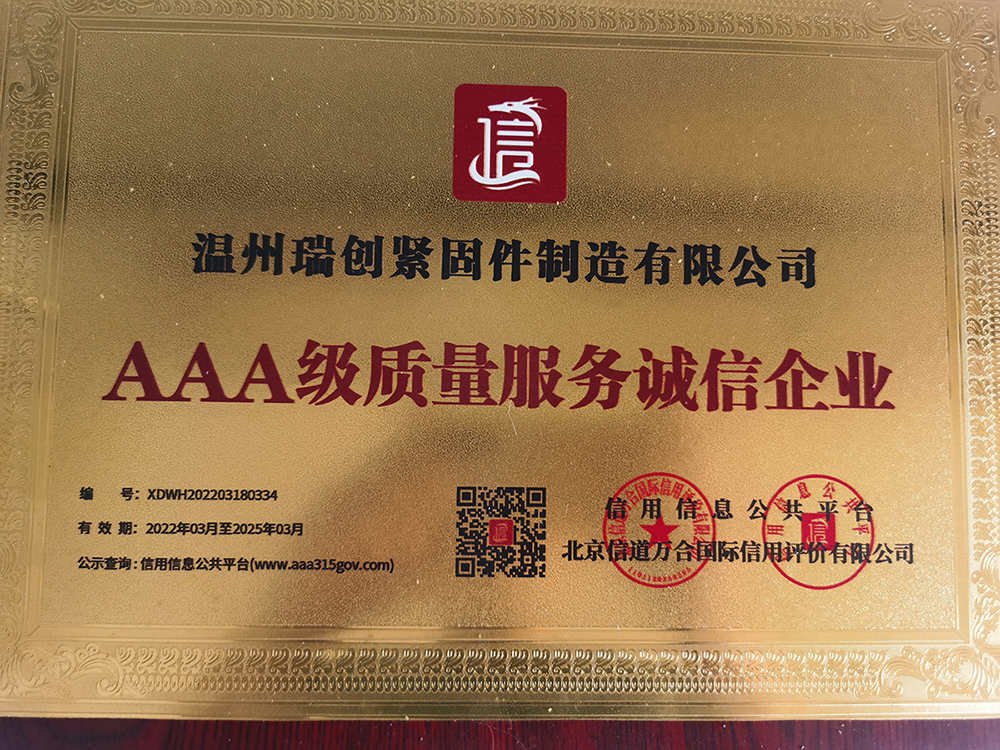 信
温州瑞创紧固件制造有限公司
AAA级质量服务诚信企业
编 号：XDWH202203180334
有 效 期：2022年03月至2025年03月
公示查询：信用信息公共平台(www.aaa315gov.com)
信用信息公共平台
北京信道万合国际信用评价有限公司